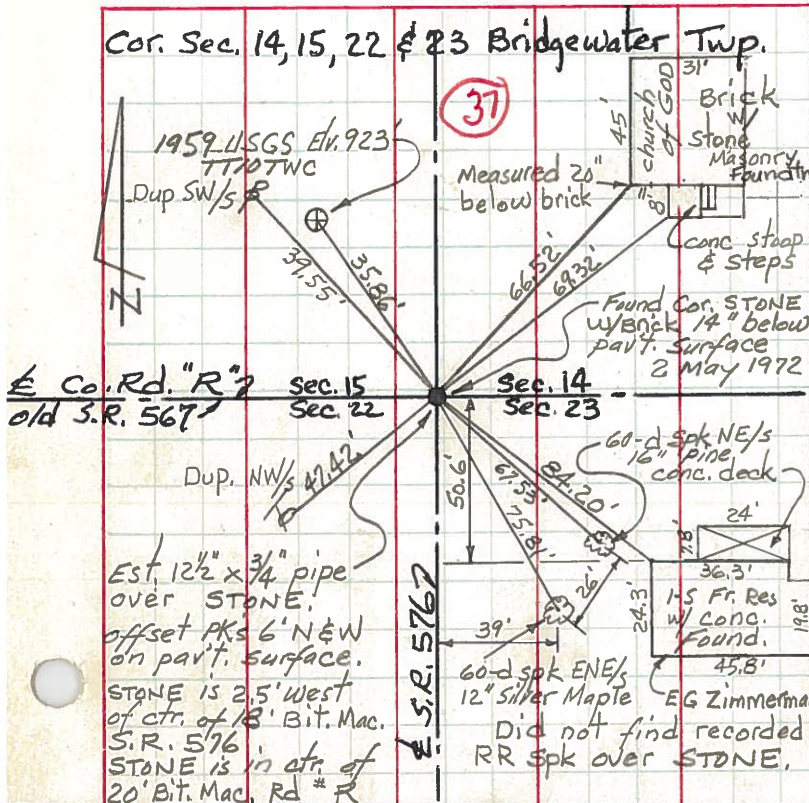 Cor. Sec. 14, 15, 22 & 23 Bridgewater Twp.
37
31'
45'
church of GOD
Brick
w/
Stone
Masonry
Foundtn
8'
conc stoop
& steps
Measured 20"
below brick
1959 USGS Elv. 923'
TT10TWC
Dup SW/s
39.55'
35.86'
66.52'
69.32'
N
Found Cor. STONE
w/Brick 14" below
pav't. surface
2 May 1972
℄ Co. Rd. "R"
old S.R. 567
Sec. 15
Sec. 22
Sec. 14
Sec. 23
Dup. NW/s
42.42'
50.6'
84.20'
67.53'
75.81'
60-d spk NE/s
16" pine
conc. deck
24'
7.8'
36.3'
24.3'
1-S Fr. Res
w/ conc.
Found.
19.8'
45.8'
26'
39'
60-d spk ENE/s
12" Silver Maple
EG Zimmerma
Did not find recorded
RR spk over STONE.
℄ S.R. 576
Est. 12½" x ¾" pipe
over STONE.
offset PKs 6' N & W
on pav't. surface.
STONE is 2.5' west
of ctr. of 18' Bit. Mac.
S.R. 576
STONE is in ctr. of
20' Bit. Mac. Rd # R